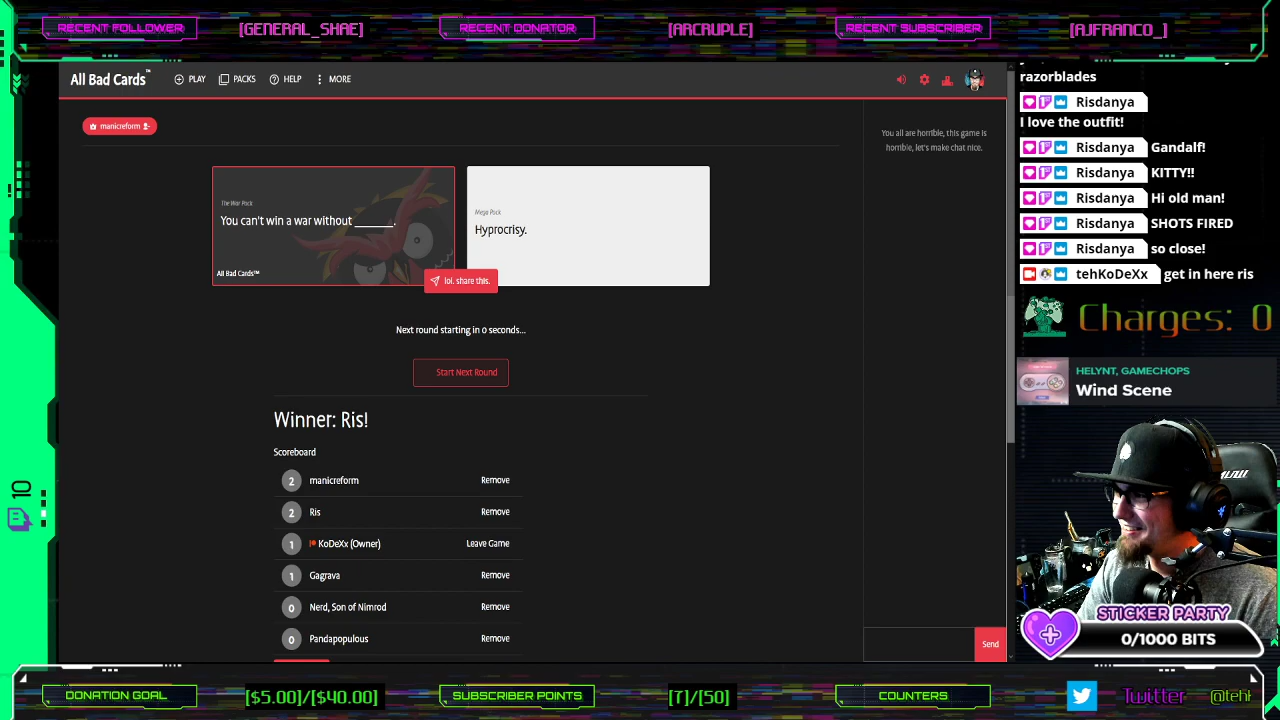 RECENT FOLLOWER
[GENERAL_SHAE]
RECENT DONATOR
[ARCRUPLE]
RECENT SUBSCRIBER
[AJFRANCO_]
All Bad Cards™
PLAY
PACKS
HELP
MORE
manicreform
The War Pack
You can't win a war without ______.
All Bad Cards™
Mega Pack
Hyprocrisy.
lol. share this.
Next round starting in 0 seconds...
Start Next Round
Winner: Ris!
Scoreboard
2 manicreform Remove
2 Ris Remove
1 KoDeXx (Owner) Leave Game
1 Gagrava Remove
0 Nerd, Son of Nimrod Remove
0 Pandapopulous Remove
You all are horrible, this game is
horrible, let's make chat nice.
Send
razorblades
Risdanya
I love the outfit!
Risdanya Gandalf!
Risdanya KITTY!!
Risdanya Hi old man!
Risdanya SHOTS FIRED
Risdanya so close!
tehKoDeXx get in here ris
Charges: 0
HELYNT, GAMECHOPS
Wind Scene
STICKER PARTY
0/1000 BITS
10
DONATION GOAL
[$5.00]/[$40.00]
SUBSCRIBER POINTS
[7]/[50]
COUNTERS
Twitter